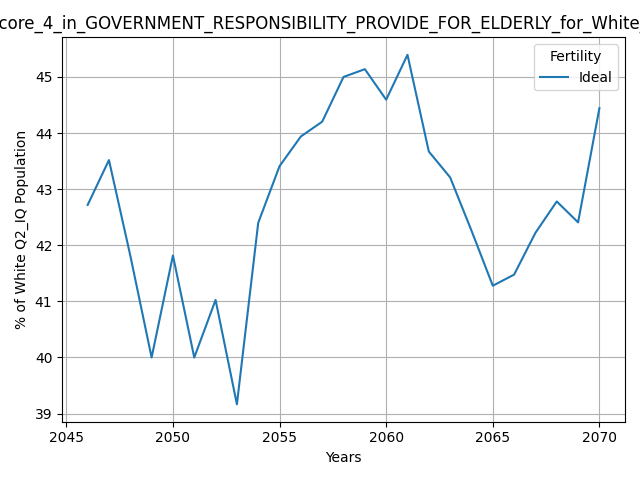 core_4_in_GOVERNMENT_RESPONSIBILITY_PROVIDE_FOR_ELDERLY_for_White_
Fertility
Ideal
% of White Q2_IQ Population
45
44
43
42
41
40
39
2045 2050 2055 2060 2065 2070
Years